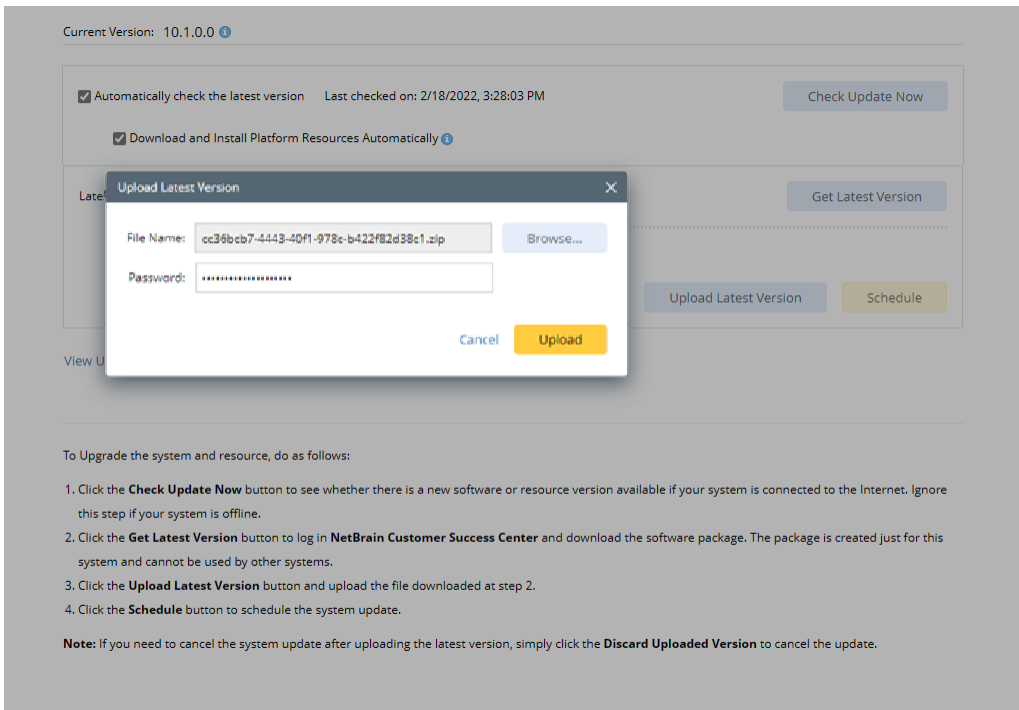 Current Version: 10.1.0.0
Automatically check the latest version Last checked on: 2/18/2022, 3:28:03 PM Check Update Now
Download and Install Platform Resources Automatically
Upload Latest Version
Get Latest Version
File Name: cc36bcb7-4443-40f1-978c-b422f82d38c1.zip Browse...
Password: ••••••••••••••••••••
Upload Latest Version Schedule
Cancel Upload
View
To Upgrade the system and resource, do as follows:
1. Click the Check Update Now button to see whether there is a new software or resource version available if your system is connected to the Internet. Ignore
this step if your system is offline.
2. Click the Get Latest Version button to log in NetBrain Customer Success Center and download the software package. The package is created just for this
system and cannot be used by other systems.
3. Click the Upload Latest Version button and upload the file downloaded at step 2.
4. Click the Schedule button to schedule the system update.
Note: If you need to cancel the system update after uploading the latest version, simply click the Discard Uploaded Version to cancel the update.